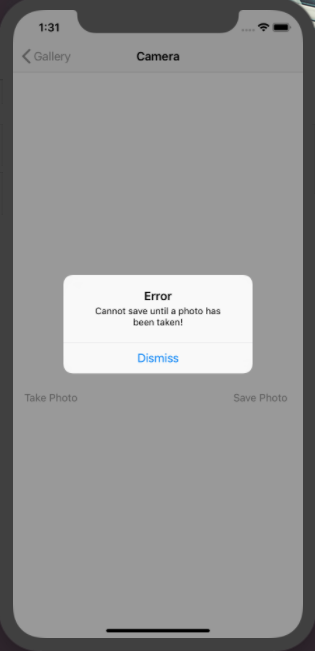 1:31
Gallery
Camera
Error
Cannot save until a photo has
been taken!
Dismiss
Take Photo
Save Photo